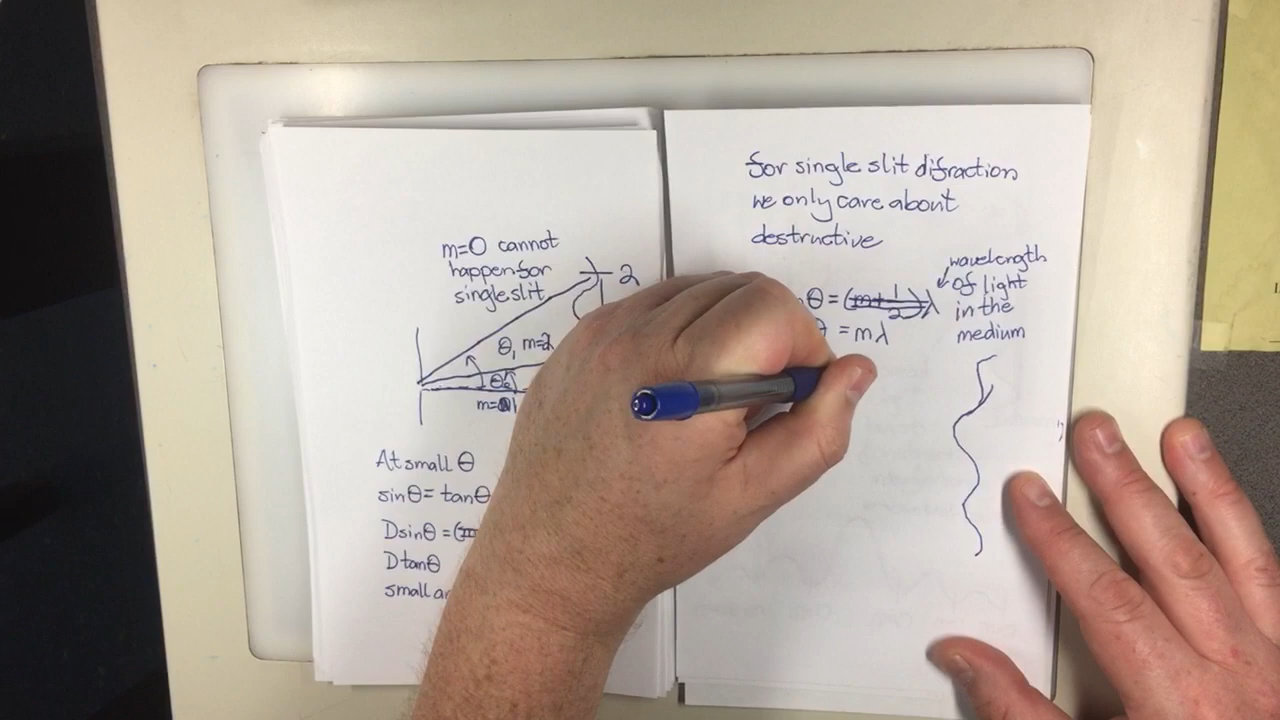 m=0 cannot
happen for
single slit
2
θ, m=2
θ
At small θ
sinθ = tanθ
Dsinθ =(
Dtanθ
small
for single slit difraction
we only care about
destructive
θ = (m+1/2)λ
= mλ
wavelength
of light
in the
medium